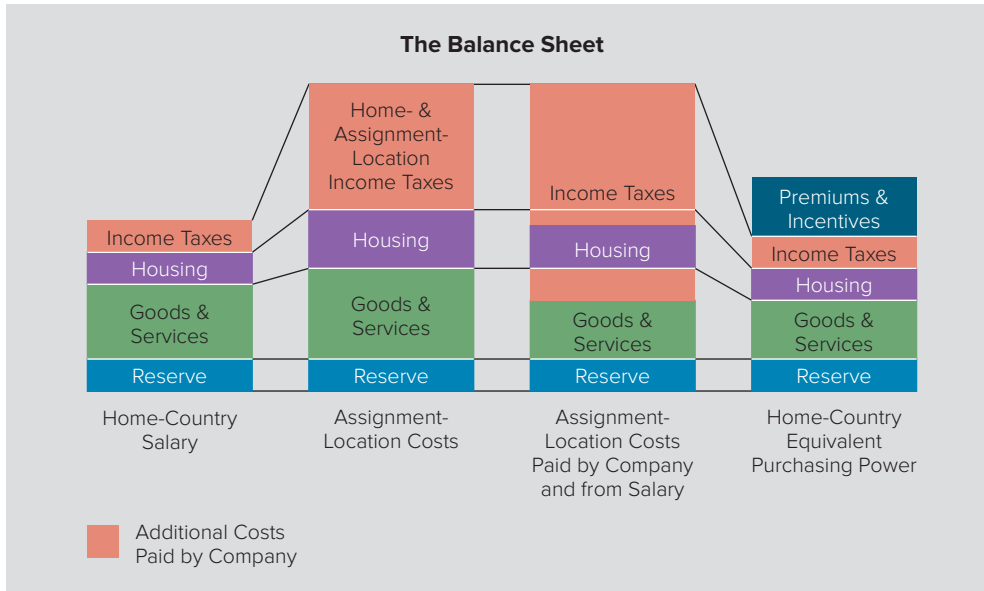 The Balance Sheet
Income Taxes
Housing
Goods &
Services
Reserve
Home-Country
Salary
Home- &
Assignment-
Location
Income Taxes
Housing
Goods &
Services
Reserve
Assignment-
Location Costs
Income Taxes
Housing
Goods &
Services
Reserve
Assignment-
Location Costs
Paid by Company
and from Salary
Premiums &
Incentives
Income Taxes
Housing
Goods &
Services
Reserve
Home-Country
Equivalent
Purchasing Power
Additional Costs
Paid by Company